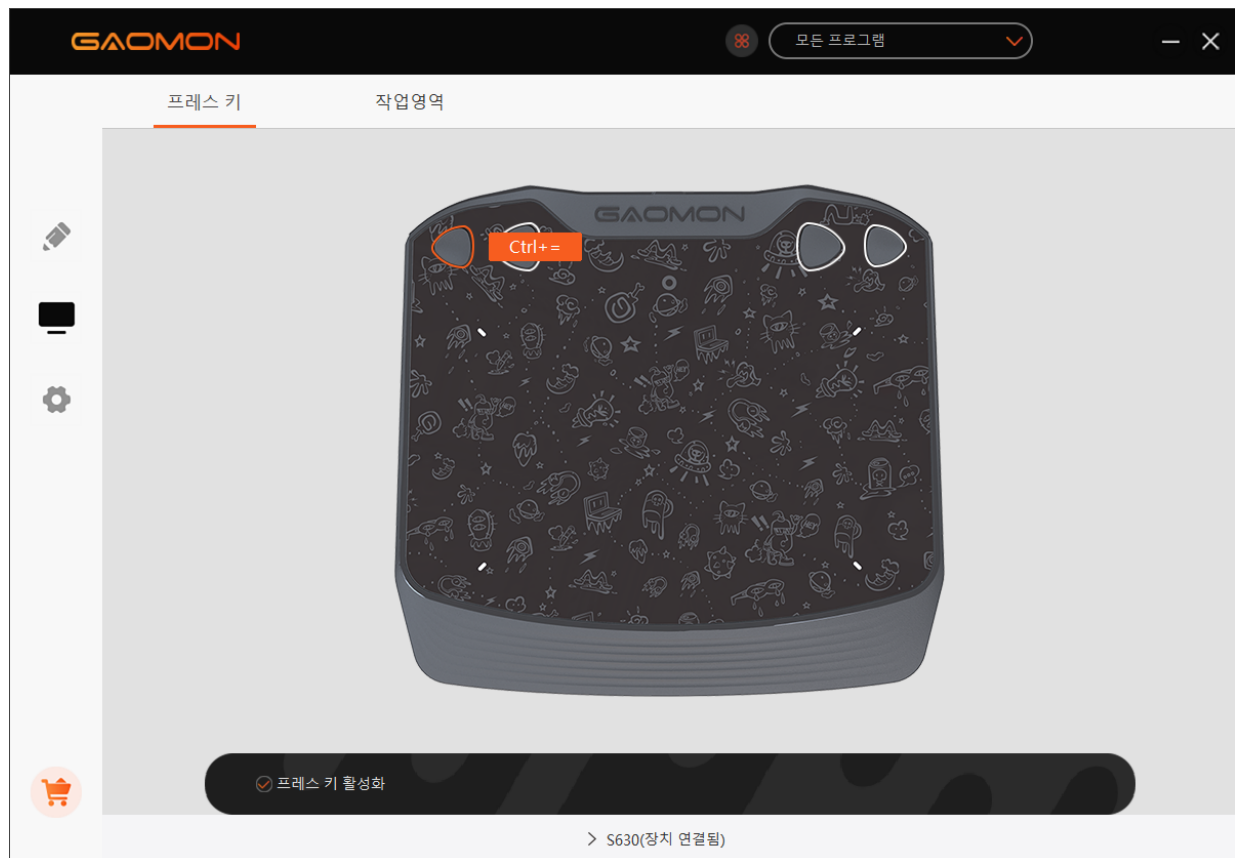 GAOMON
모든 프로그램
프레스 키
작업영역
GAOMON
Ctrl+=
프레스 키 활성화
S630(장치 연결됨)